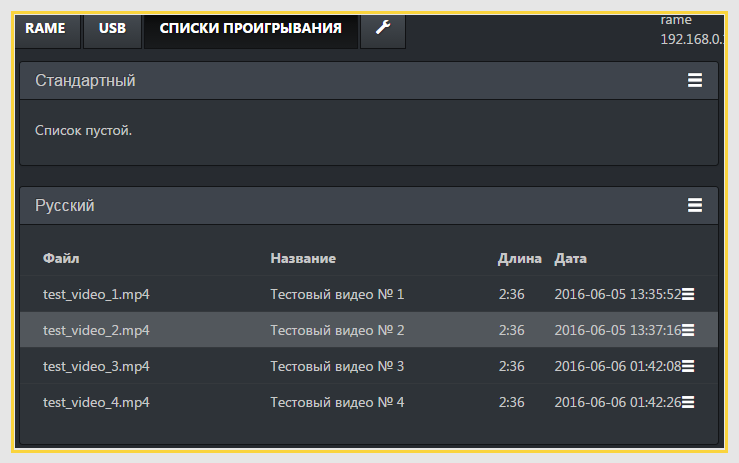 RAME USB СПИСКИ ПРОИГРЫВАНИЯ rame
192.168.0.
Стандартный
Список пустой.
Русский
Файл Название Длина Дата
test_video_1.mp4 Тестовый видео № 1 2:36 2016-06-05 13:35:52
test_video_2.mp4 Тестовый видео № 2 2:36 2016-06-05 13:37:16
test_video_3.mp4 Тестовый видео № 3 2:36 2016-06-06 01:42:08
test_video_4.mp4 Тестовый видео № 4 2:36 2016-06-06 01:42:26